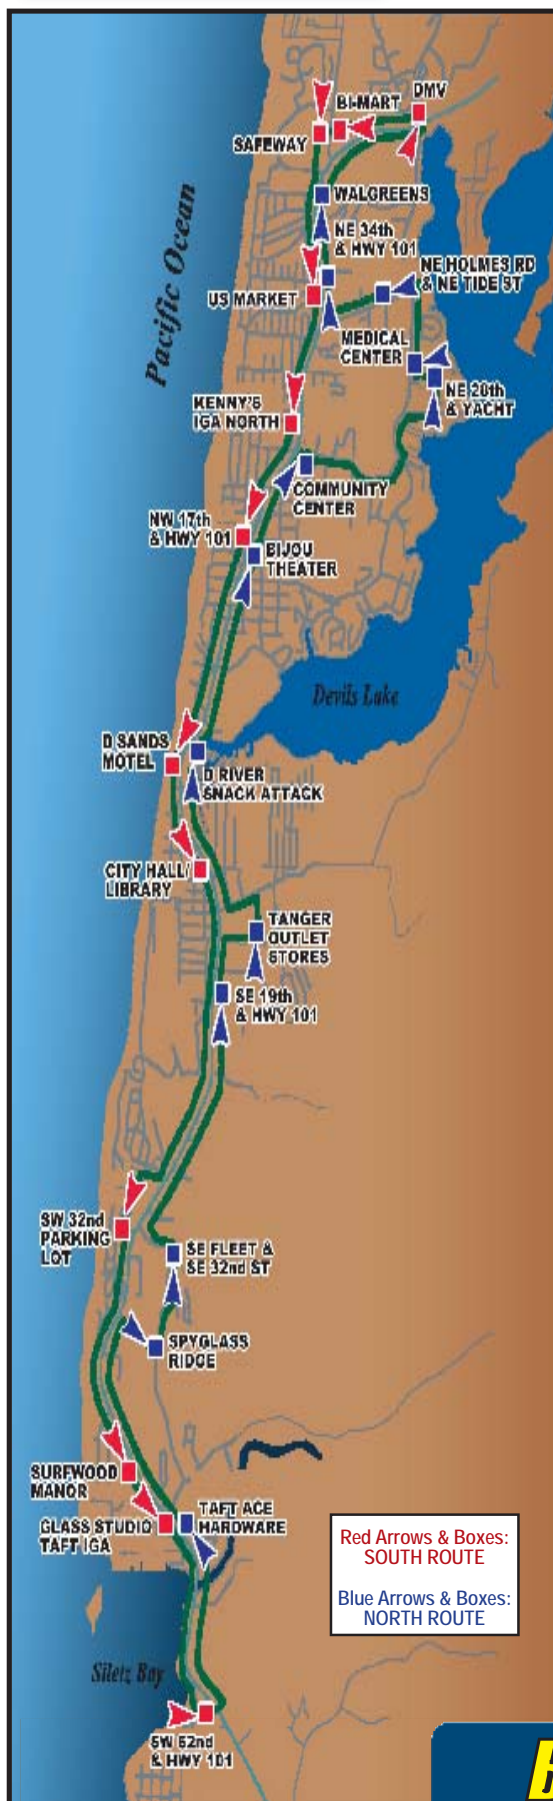 DMV
BI-MART
SAFEWAY
WALGREENS
NE 34th
& HWY 101
NE HOLMES RD
& NE TIDE ST
US MARKET
MEDICAL
CENTER
NE 20th
& YACHT
KENNY'S
IGA NORTH
COMMUNITY
CENTER
NW 17th
& HWY 101
BIJOU
THEATER
Pacific Ocean
Devils Lake
D SANDS
MOTEL
D RIVER
SNACK ATTACK
CITY HALL/
LIBRARY
TANGER
OUTLET
STORES
SE 19th
& HWY 101
SW 32nd
PARKING
LOT
SE FLEET &
SE 32nd ST
SPYGLASS
RIDGE
SURFWOOD
MANOR
GLASS STUDIO
TAFT IGA
TAFT ACE
HARDWARE
Red Arrows & Boxes:
SOUTH ROUTE
Blue Arrows & Boxes:
NORTH ROUTE
Siletz Bay
SW 62nd
& HWY 101